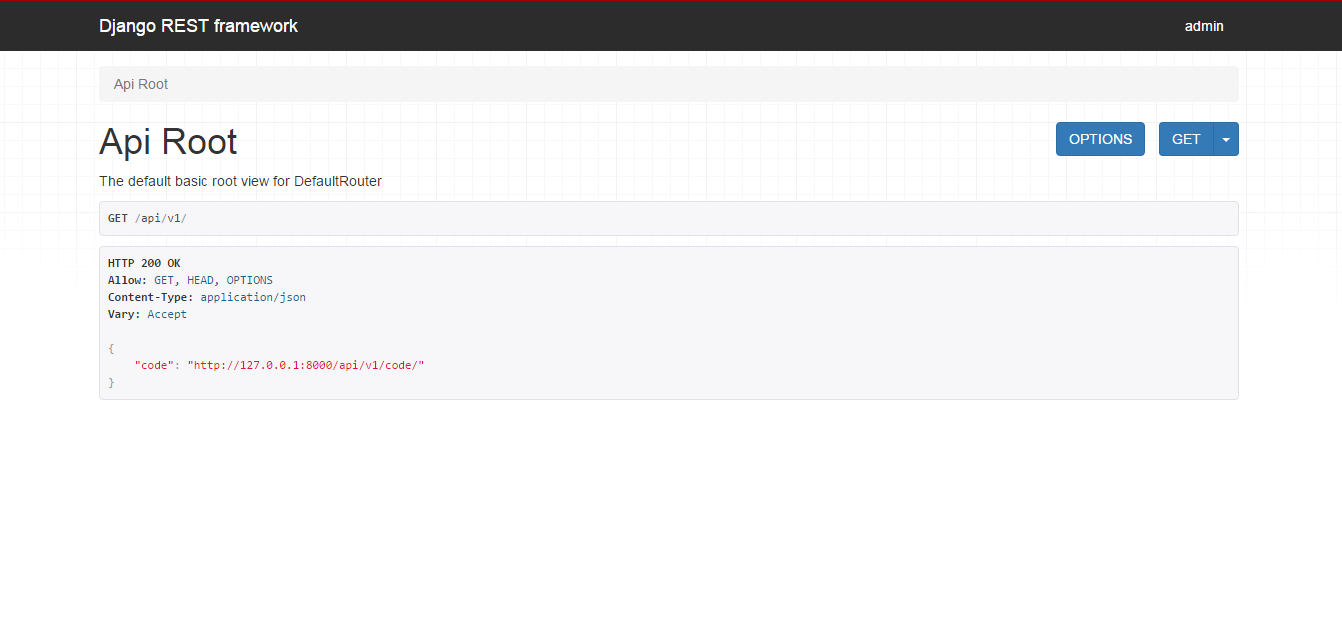 Django REST framework
admin
Api Root
Api Root
OPTIONS
GET
The default basic root view for DefaultRouter
GET /api/v1/
HTTP 200 OK
Allow: GET, HEAD, OPTIONS
Content-Type: application/json
Vary: Accept
{
    "code": "http://127.0.0.1:8000/api/v1/code/"
}